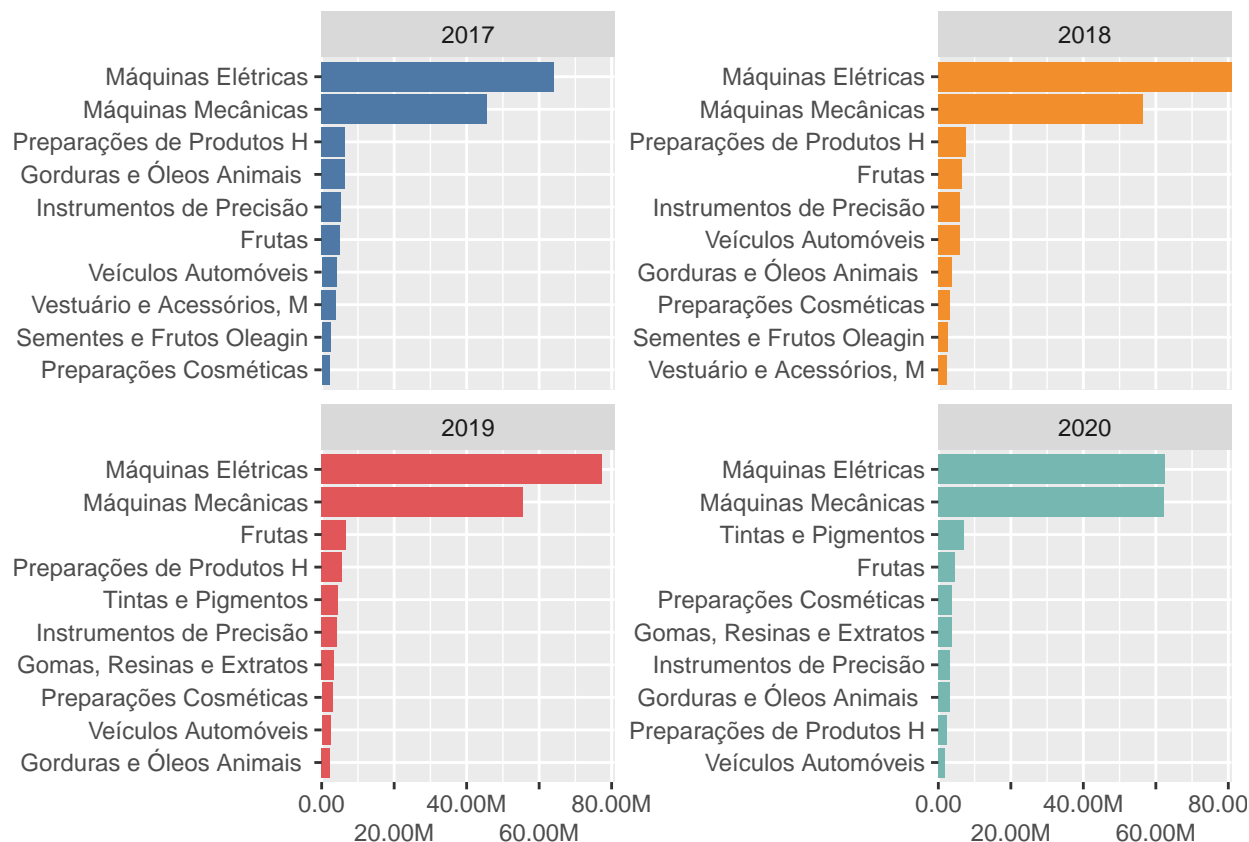 2017
Máquinas Elétricas
Máquinas Mecânicas
Preparações de Produtos H
Gorduras e Óleos Animais
Instrumentos de Precisão
Frutas
Veículos Automóveis
Vestuário e Acessórios, M
Sementes e Frutos Oleagin
Preparações Cosméticas
2018
Máquinas Elétricas
Máquinas Mecânicas
Preparações de Produtos H
Frutas
Instrumentos de Precisão
Veículos Automóveis
Gorduras e Óleos Animais
Preparações Cosméticas
Sementes e Frutos Oleagin
Vestuário e Acessórios, M
2019
Máquinas Elétricas
Máquinas Mecânicas
Frutas
Preparações de Produtos H
Tintas e Pigmentos
Instrumentos de Precisão
Gomas, Resinas e Extratos
Preparações Cosméticas
Veículos Automóveis
Gorduras e Óleos Animais
0.00 40.00M 80.00M
20.00M 60.00M
2020
Máquinas Elétricas
Máquinas Mecânicas
Tintas e Pigmentos
Frutas
Preparações Cosméticas
Gomas, Resinas e Extratos
Instrumentos de Precisão
Gorduras e Óleos Animais
Preparações de Produtos H
Veículos Automóveis
0.00 40.00M 80.00
20.00M 60.00M